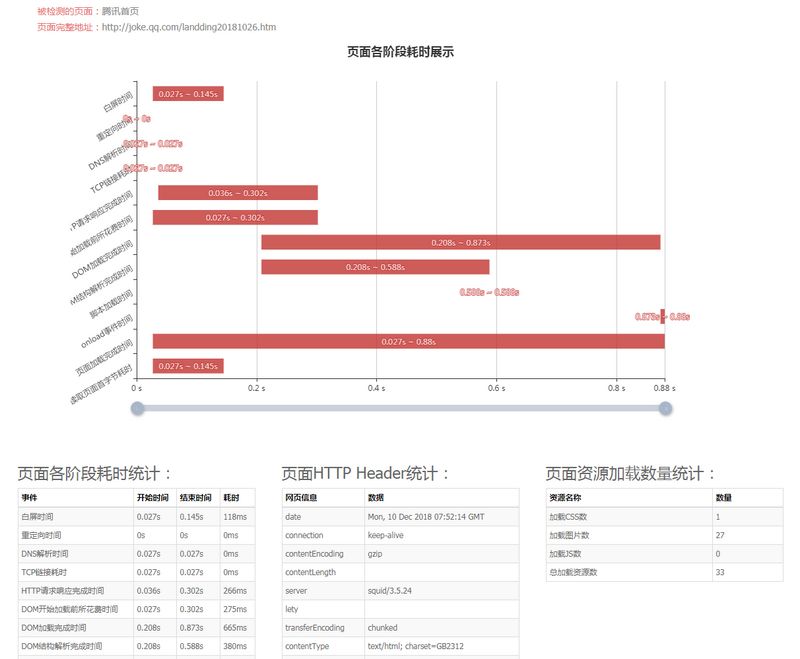 被检测的页面：腾讯首页
页面完整地址：http://joke.qq.com/landding20181026.htm
页面各阶段耗时展示
白屏时间
0.027s ~ 0.145s
重定向时间
0s ~ 0s
DNS解析时间
0.027s ~ 0.027s
TCP链接耗时
0.027s ~ 0.027s
P请求响应完成时间
0.036s ~ 0.302s
始加载前所花费时间
0.027s ~ 0.302s
DOM加载完成时间
0.208s ~ 0.873s
M结构解析完成时间
0.208s ~ 0.588s
脚本加载时间
0.588s ~ 0.588s
onload事件时间
0.873s ~ 0.88s
页面加载完成时间
0.027s ~ 0.88s
读取页面首字节耗时
0.027s ~ 0.145s
0 s 0.2 s 0.4 s 0.6 s 0.8 s 0.88 s
页面各阶段耗时统计：
事件 开始时间 结束时间 耗时
白屏时间 0.027s 0.145s 118ms
重定向时间 0s 0s 0ms
DNS解析时间 0.027s 0.027s 0ms
TCP链接耗时 0.027s 0.027s 0ms
HTTP请求响应完成时间 0.036s 0.302s 266ms
DOM开始加载前所花费时间 0.027s 0.302s 275ms
DOM加载完成时间 0.208s 0.873s 665ms
DOM结构解析完成时间 0.208s 0.588s 380ms
页面HTTP Header统计：
网页信息 数据
date Mon, 10 Dec 2018 07:52:14 GMT
connection keep-alive
contentEncoding gzip
contentLength
server squid/3.5.24
lety
transferEncoding chunked
contentType text/html; charset=GB2312
页面资源加载数量统计：
资源名称 数量
加载CSS数 1
加载图片数 27
加载JS数 0
总加载资源数 33